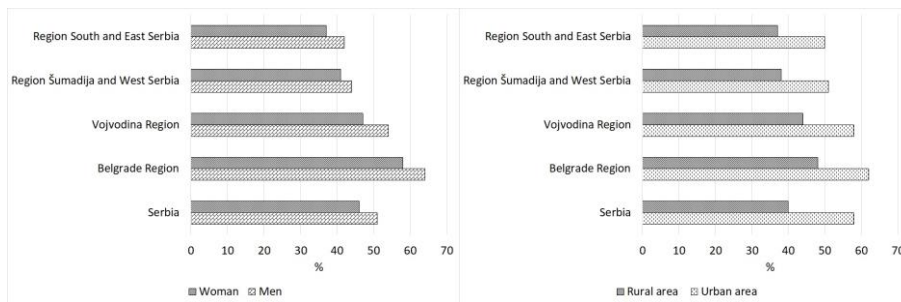 Region South and East Serbia
Region Šumadija and West Serbia
Vojvodina Region
Belgrade Region
Serbia
0 10 20 30 40 50 60 70
%
Woman Men
Region South and East Serbia
Region Šumadija and West Serbia
Vojvodina Region
Belgrade Region
Serbia
0 10 20 30 40 50 60 70
%
Rural area Urban area